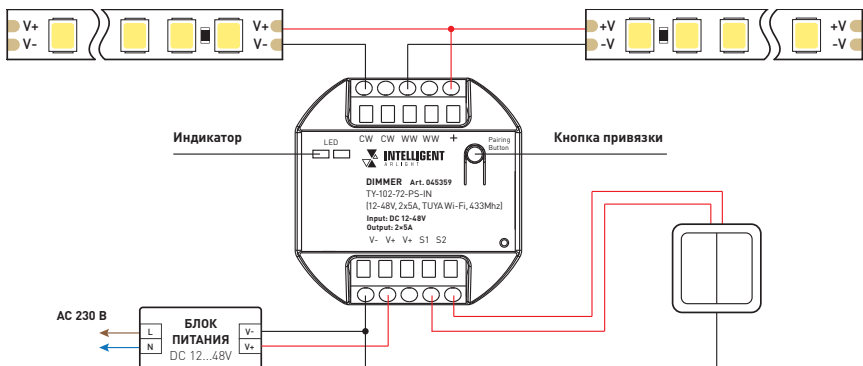 V+ V+ +V +V
V- V- -V -V
CW CW WW WW +
Индикатор
LED
Pairing
Button
Кнопка привязки
INTELLIGENT
ARLIGHT
DIMMER Art. 045359
TY-102-72-PS-IN
(12-48V, 2x5A, TUYA Wi-Fi, 433Mhz)
Input: DC 12-48V
Output: 2×5A
V- V+ V+ S1 S2
AC 230 В
L
N
БЛОК
ПИТАНИЯ
DC 12...48V
V-
V+